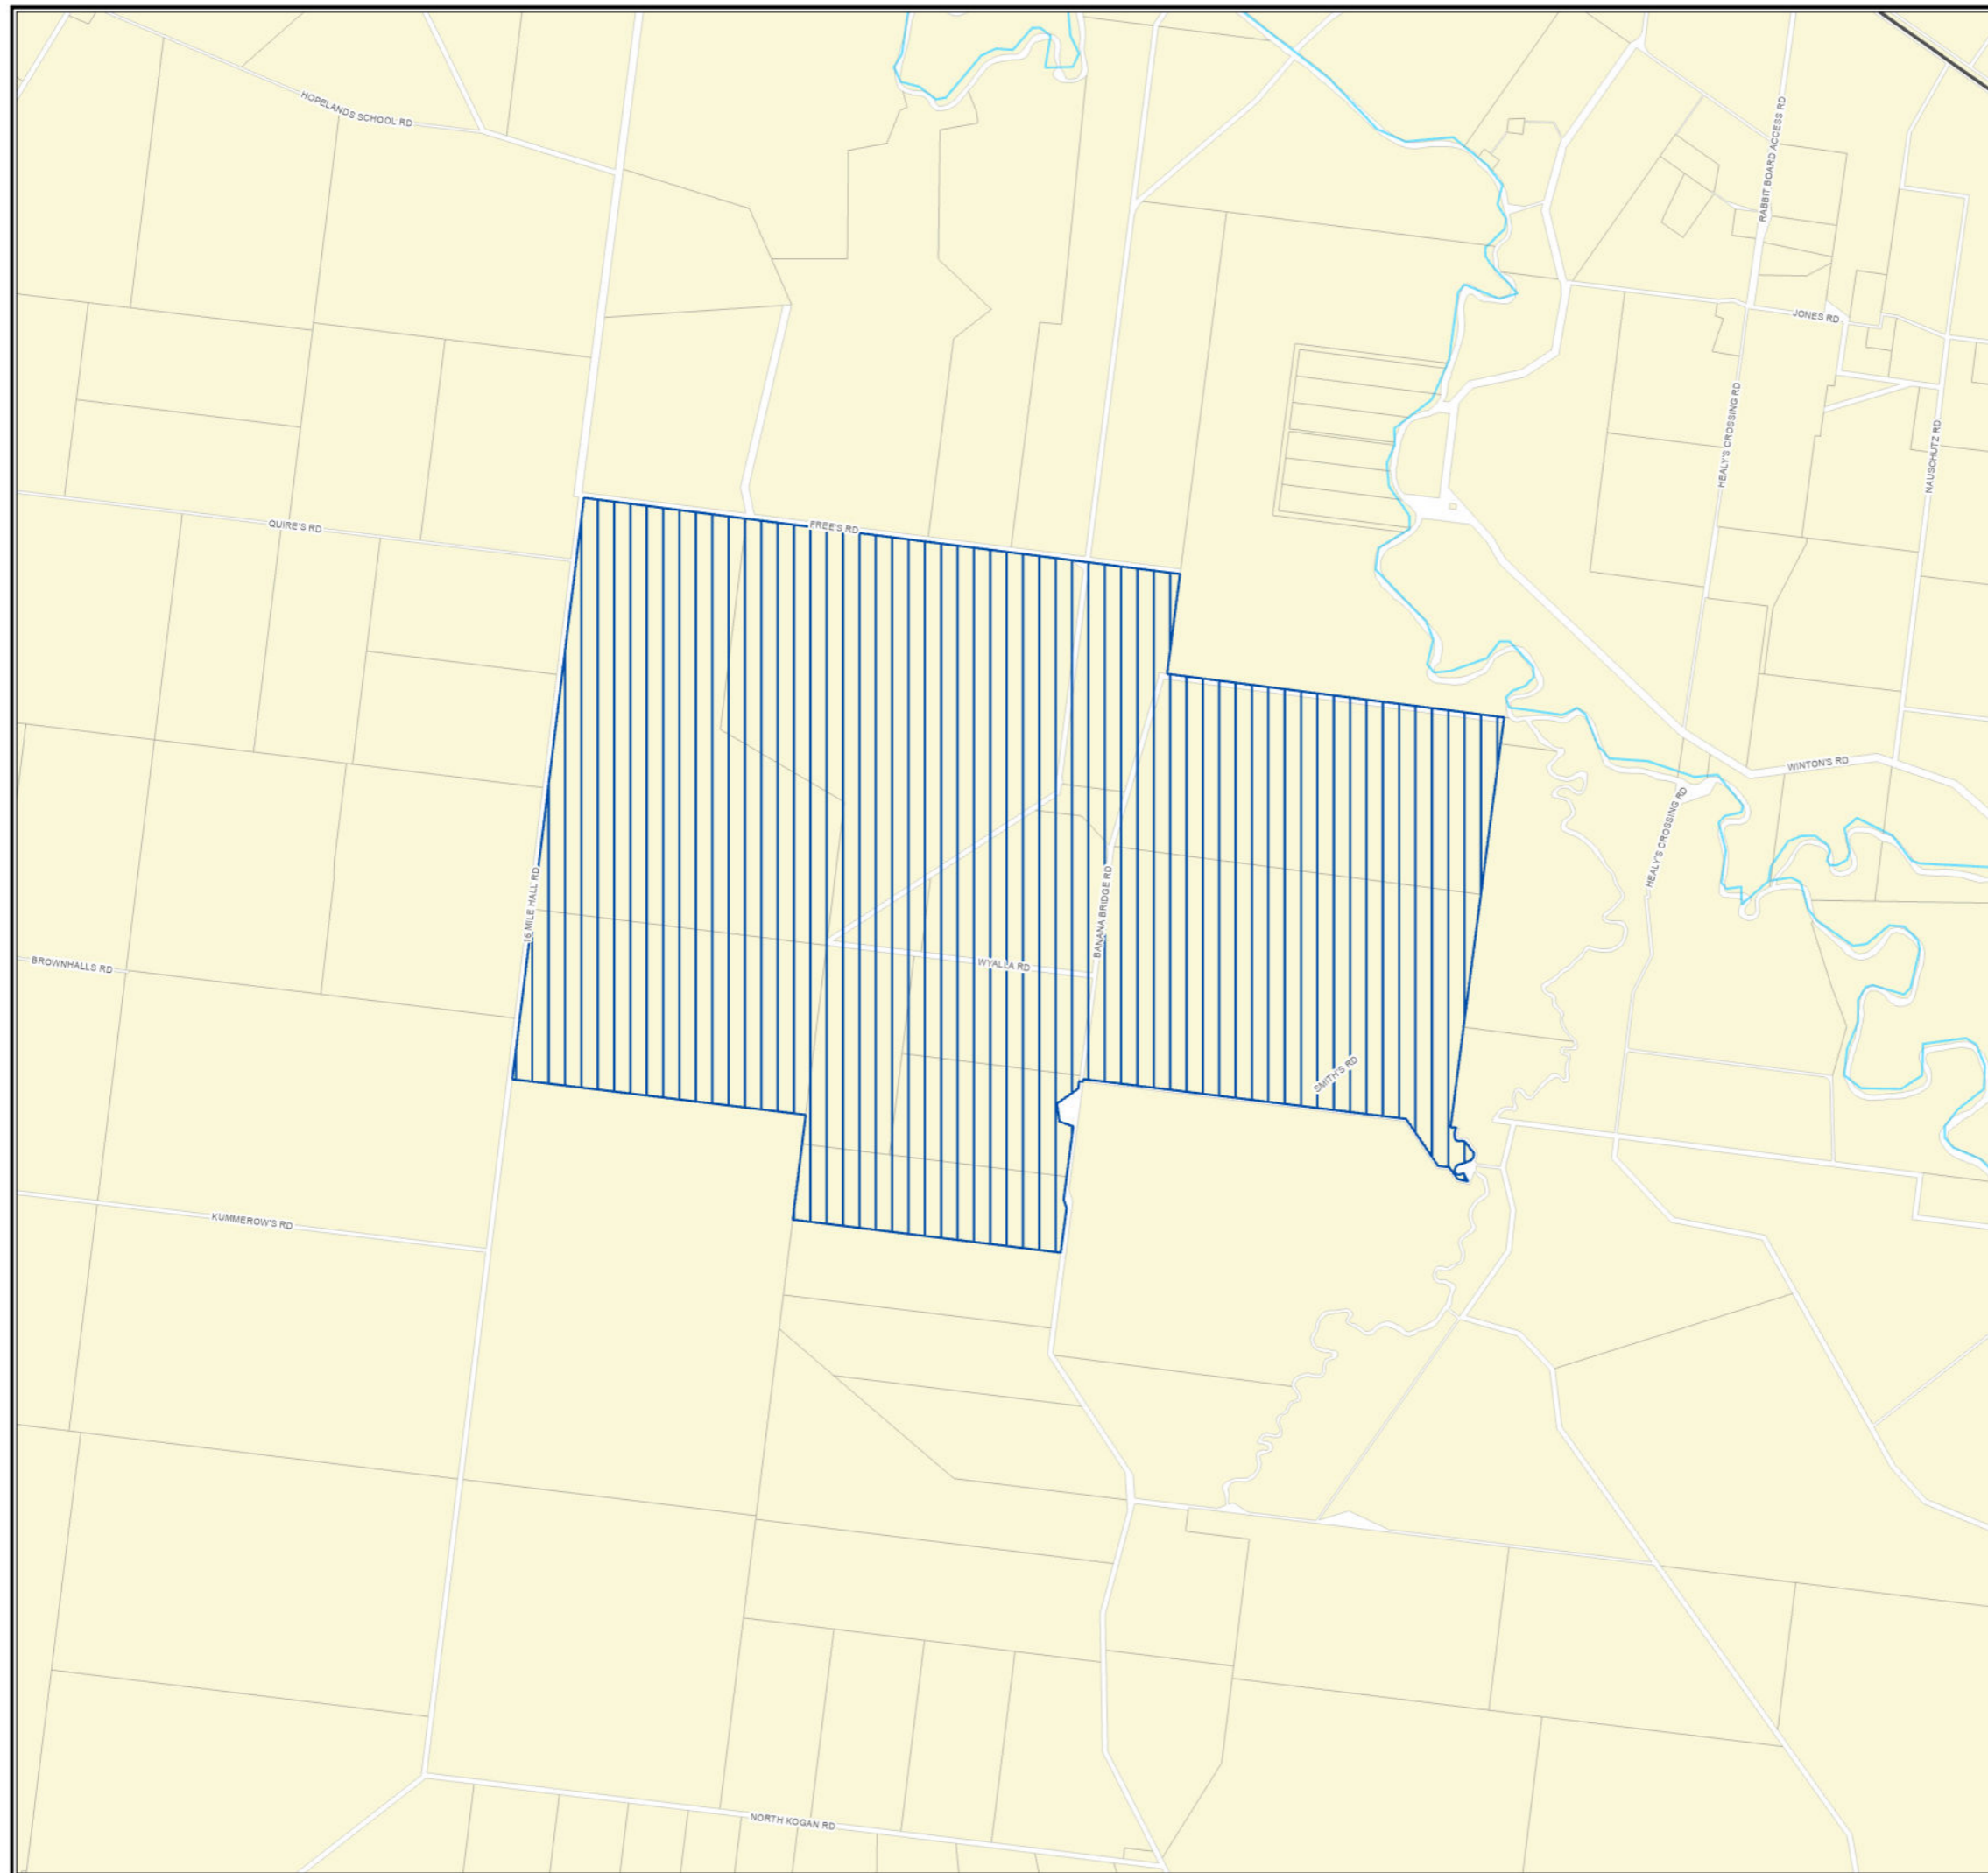 HOPELANDS SCHOOL RD
RABBIT BOARD ACCESS RD
JONES RD
HEALY'S CROSSING RD
NAUSCHUTZ RD
QUIRE'S RD
FREE'S RD
WINTON'S RD
HEALY'S CROSSING RD
16 MILE HALL RD
BANANA BRIDGE RD
BROWNHALLS RD
WYALLA RD
SMITH'S RD
KUMMEROW'S RD
NORTH KOGAN RD